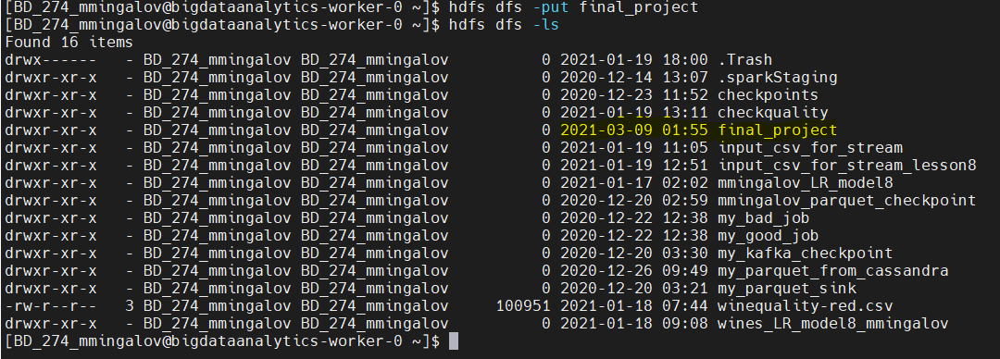 [BD_274_mmingalov@bigdataanalytics-worker-0 ~]$ hdfs dfs -put final_project
[BD_274_mmingalov@bigdataanalytics-worker-0 ~]$ hdfs dfs -ls
Found 16 items
drwx------   - BD_274_mmingalov BD_274_mmingalov          0 2021-01-19 18:00 .Trash
drwxr-xr-x   - BD_274_mmingalov BD_274_mmingalov          0 2020-12-14 13:07 .sparkStaging
drwxr-xr-x   - BD_274_mmingalov BD_274_mmingalov          0 2020-12-23 11:52 checkpoints
drwxr-xr-x   - BD_274_mmingalov BD_274_mmingalov          0 2021-01-19 13:11 checkquality
drwxr-xr-x   - BD_274_mmingalov BD_274_mmingalov          0 2021-03-09 01:55 final_project
drwxr-xr-x   - BD_274_mmingalov BD_274_mmingalov          0 2021-01-19 11:05 input_csv_for_stream
drwxr-xr-x   - BD_274_mmingalov BD_274_mmingalov          0 2021-01-19 12:51 input_csv_for_stream_lesson8
drwxr-xr-x   - BD_274_mmingalov BD_274_mmingalov          0 2021-01-17 02:02 mmingalov_LR_model8
drwxr-xr-x   - BD_274_mmingalov BD_274_mmingalov          0 2020-12-20 02:59 mmingalov_parquet_checkpoint
drwxr-xr-x   - BD_274_mmingalov BD_274_mmingalov          0 2020-12-22 12:38 my_bad_job
drwxr-xr-x   - BD_274_mmingalov BD_274_mmingalov          0 2020-12-22 12:38 my_good_job
drwxr-xr-x   - BD_274_mmingalov BD_274_mmingalov          0 2020-12-20 03:30 my_kafka_checkpoint
drwxr-xr-x   - BD_274_mmingalov BD_274_mmingalov          0 2020-12-26 09:49 my_parquet_from_cassandra
drwxr-xr-x   - BD_274_mmingalov BD_274_mmingalov          0 2020-12-20 03:21 my_parquet_sink
-rw-r--r--   3 BD_274_mmingalov BD_274_mmingalov     100951 2021-01-18 07:44 winequality-red.csv
drwxr-xr-x   - BD_274_mmingalov BD_274_mmingalov          0 2021-01-18 09:08 wines_LR_model8_mmingalov
[BD_274_mmingalov@bigdataanalytics-worker-0 ~]$